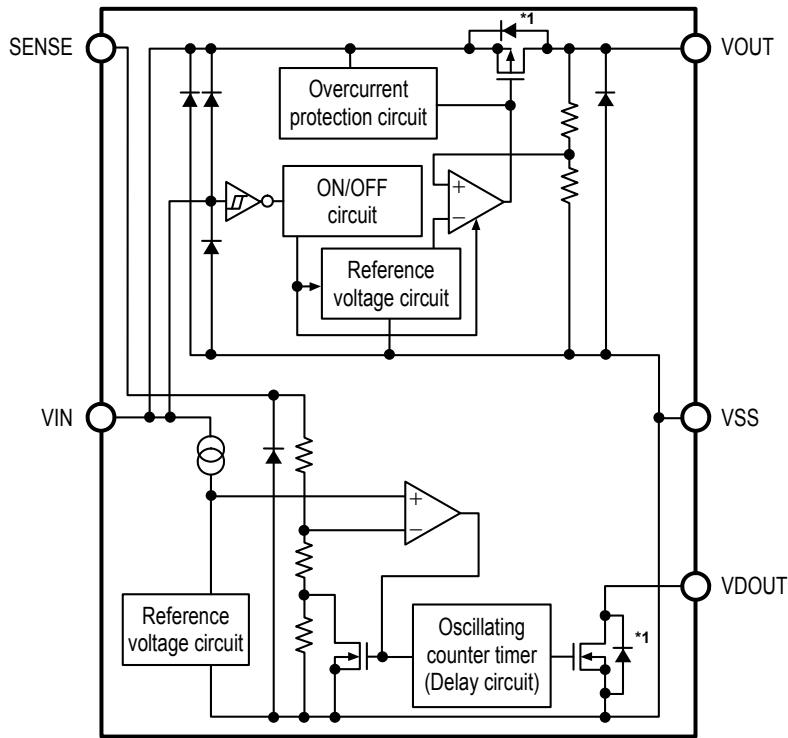 *1
SENSE
VOUT
Overcurrent
protection circuit
+
−
ON/OFF
circuit
Reference
voltage circuit
VIN
VSS
+
−
VDOUT
Reference
voltage circuit
Oscillating
counter timer
(Delay circuit)
*1